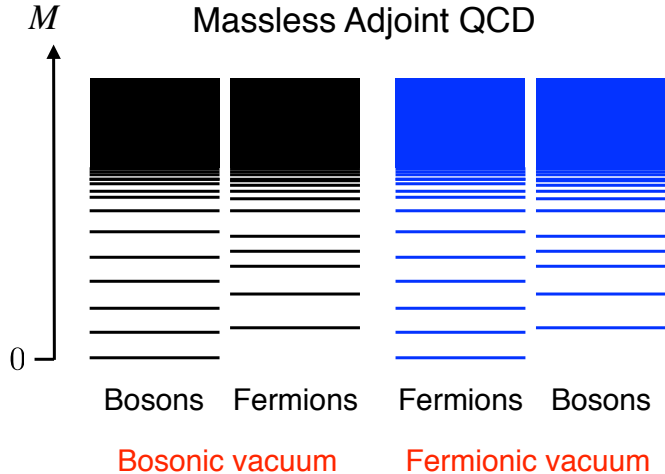 M
Massless Adjoint QCD
0
Bosons
Fermions
Fermions
Bosons
Bosonic vacuum
Fermionic vacuum